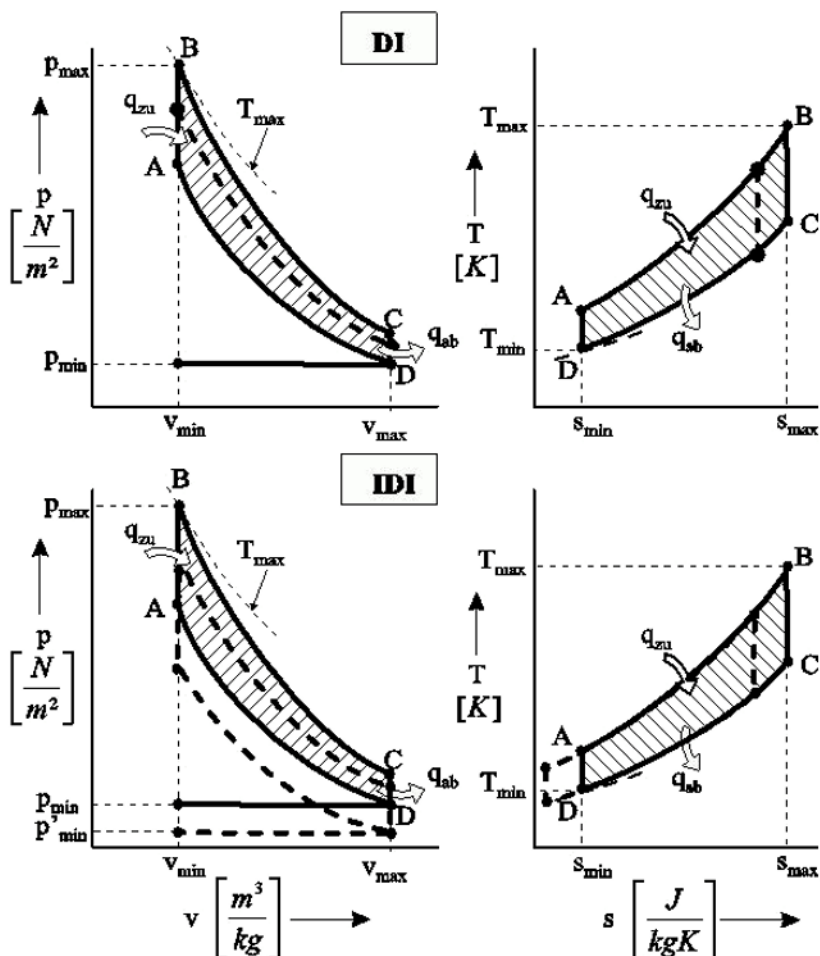 DI
p_max
B
q_zu
T_max
A
p
[N/m²]
C
q_ab
p_min
D
v_min
v_max
T_max
B
q_zu
T
[K]
C
A
T_min
D
q_ab
s_min
s_max
IDI
B
p_max
q_zu
T_max
A
p
[N/m²]
C
q_ab
p_min
p'_min
D
v_min
v_max
v [m³/kg]
T_max
B
q_zu
T
[K]
C
A
T_min
D
q_ab
s_min
s_max
s [J/kgK]